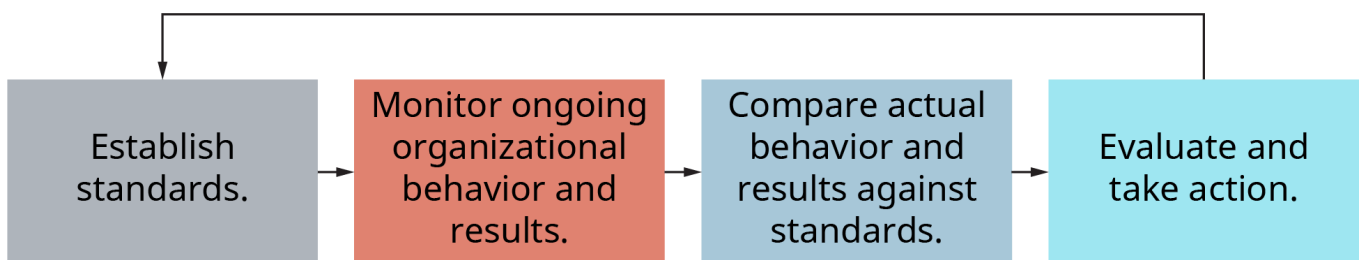 Establish
standards.
Monitor ongoing
organizational
behavior and
results.
Compare actual
behavior and
results against
standards.
Evaluate and
take action.